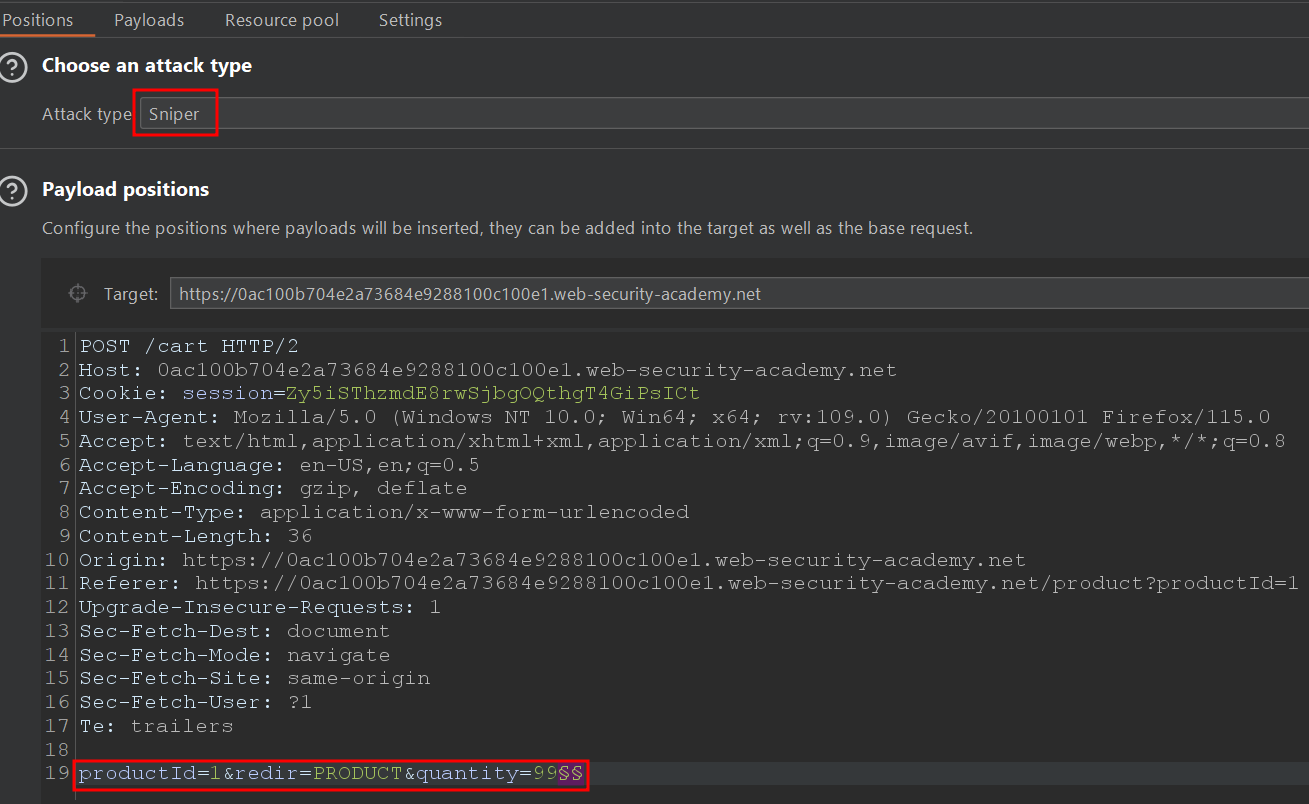 Positions Payloads Resource pool Settings
? Choose an attack type
Attack type Sniper
? Payload positions
Configure the positions where payloads will be inserted, they can be added into the target as well as the base request.
Target: https://0ac100b704e2a73684e9288100c100e1.web-security-academy.net
1 POST /cart HTTP/2
2 Host: 0ac100b704e2a73684e9288100c100e1.web-security-academy.net
3 Cookie: session=Zy5iSThzmdE8rwSjbgOQthgT4GiPsICt
4 User-Agent: Mozilla/5.0 (Windows NT 10.0; Win64; x64; rv:109.0) Gecko/20100101 Firefox/115.0
5 Accept: text/html,application/xhtml+xml,application/xml;q=0.9,image/avif,image/webp,*/*;q=0.8
6 Accept-Language: en-US,en;q=0.5
7 Accept-Encoding: gzip, deflate
8 Content-Type: application/x-www-form-urlencoded
9 Content-Length: 36
10 Origin: https://0ac100b704e2a73684e9288100c100e1.web-security-academy.net
11 Referer: https://0ac100b704e2a73684e9288100c100e1.web-security-academy.net/product?productId=1
12 Upgrade-Insecure-Requests: 1
13 Sec-Fetch-Dest: document
14 Sec-Fetch-Mode: navigate
15 Sec-Fetch-Site: same-origin
16 Sec-Fetch-User: ?1
17 Te: trailers
18
19 productId=1&redir=PRODUCT&quantity=99§§